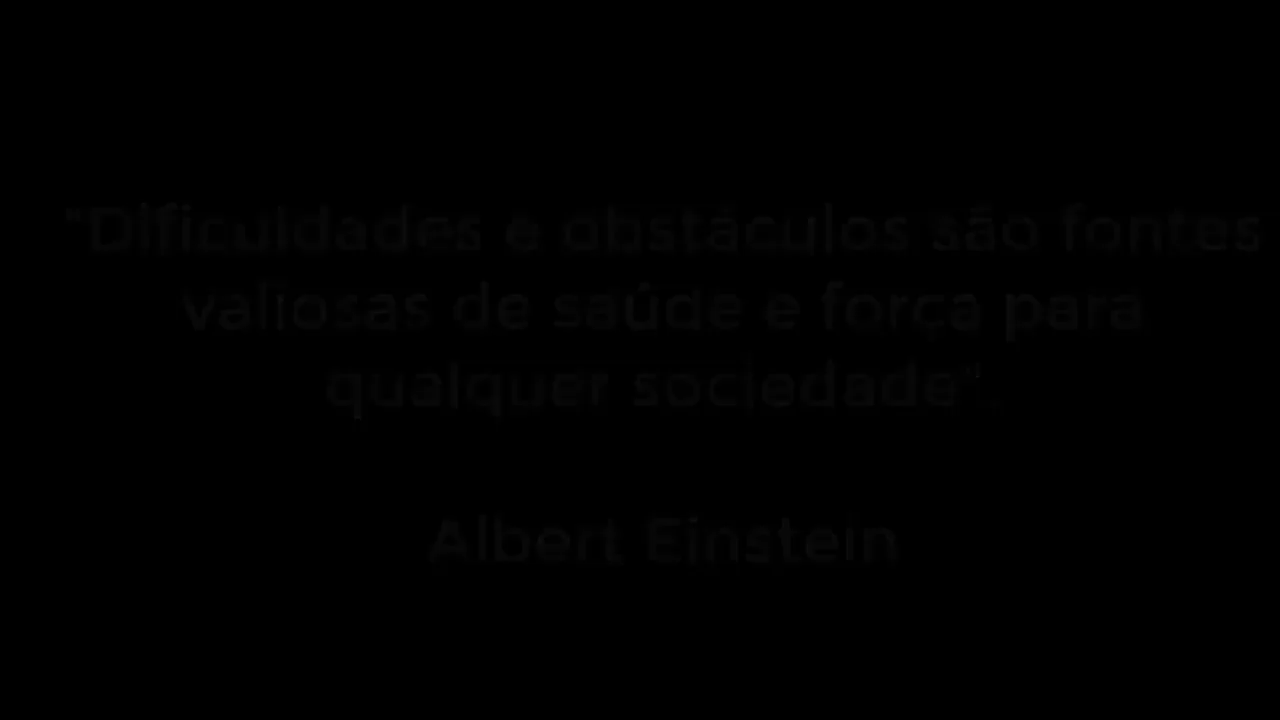 "Dificuldades e obstáculos são fontes
valiosas de saúde e força para
qualquer sociedade".
Albert Einstein